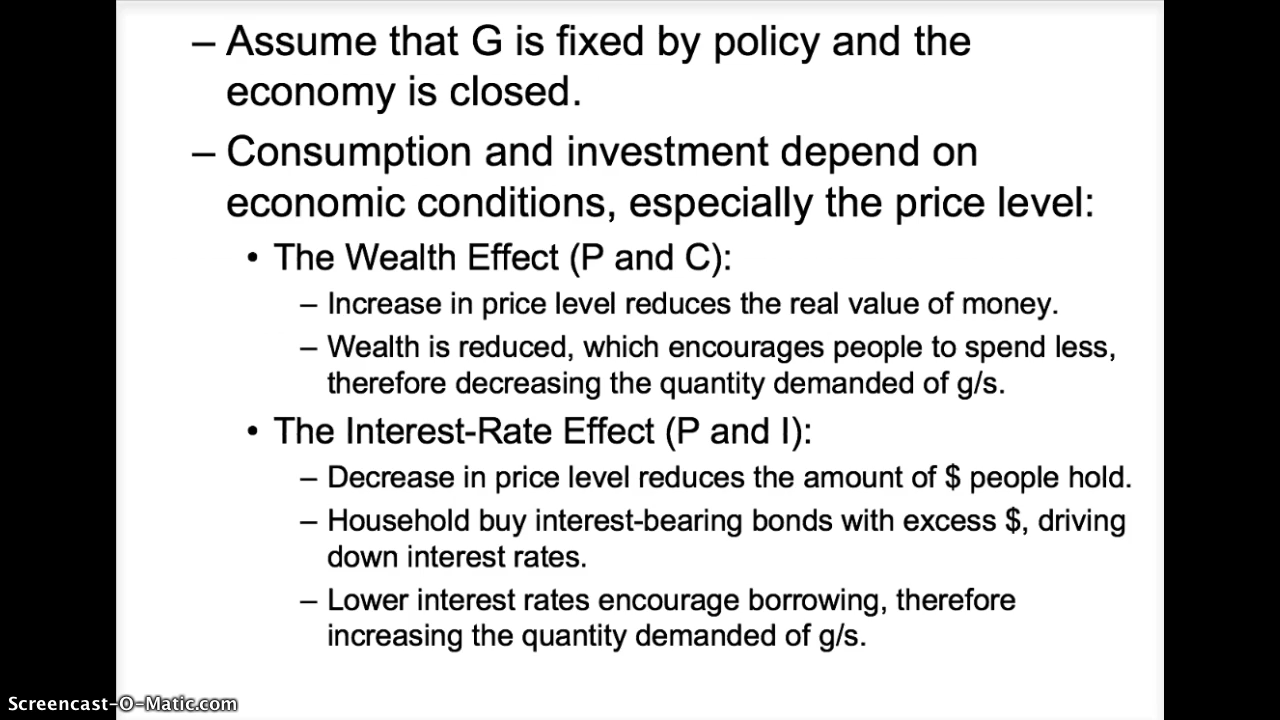 – Assume that G is fixed by policy and the
economy is closed.
– Consumption and investment depend on
economic conditions, especially the price level:
• The Wealth Effect (P and C):
– Increase in price level reduces the real value of money.
– Wealth is reduced, which encourages people to spend less,
therefore decreasing the quantity demanded of g/s.
• The Interest-Rate Effect (P and I):
– Decrease in price level reduces the amount of $ people hold.
– Household buy interest-bearing bonds with excess $, driving
down interest rates.
– Lower interest rates encourage borrowing, therefore
increasing the quantity demanded of g/s.
Screencast-O-Matic.com